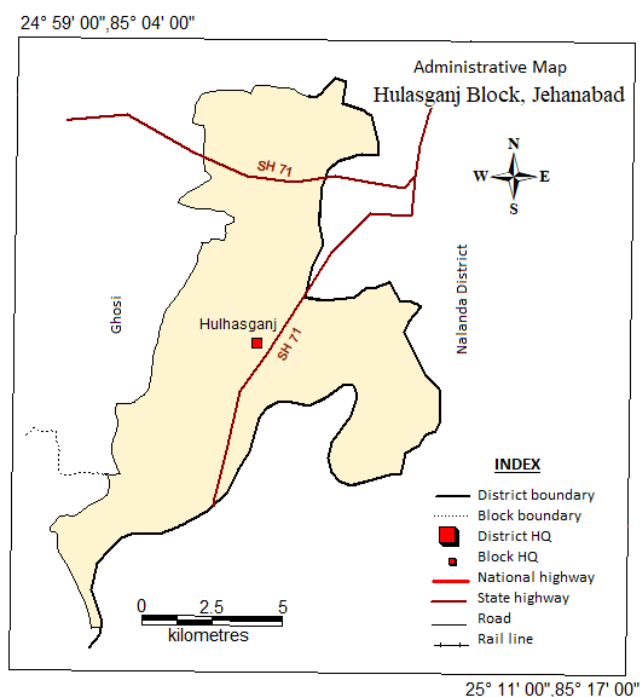 24° 59' 00",85° 04' 00"
Administrative Map
Hulasganj Block, Jehanabad
N
W E
S
SH 71
Ghosi
Hulhasganj
SH 71
Nalanda District
INDEX
District boundary
Block boundary
District HQ
Block HQ
National highway
State highway
Road
Rail line
0 2.5 5
kilometres
25° 11' 00",85° 17' 00"